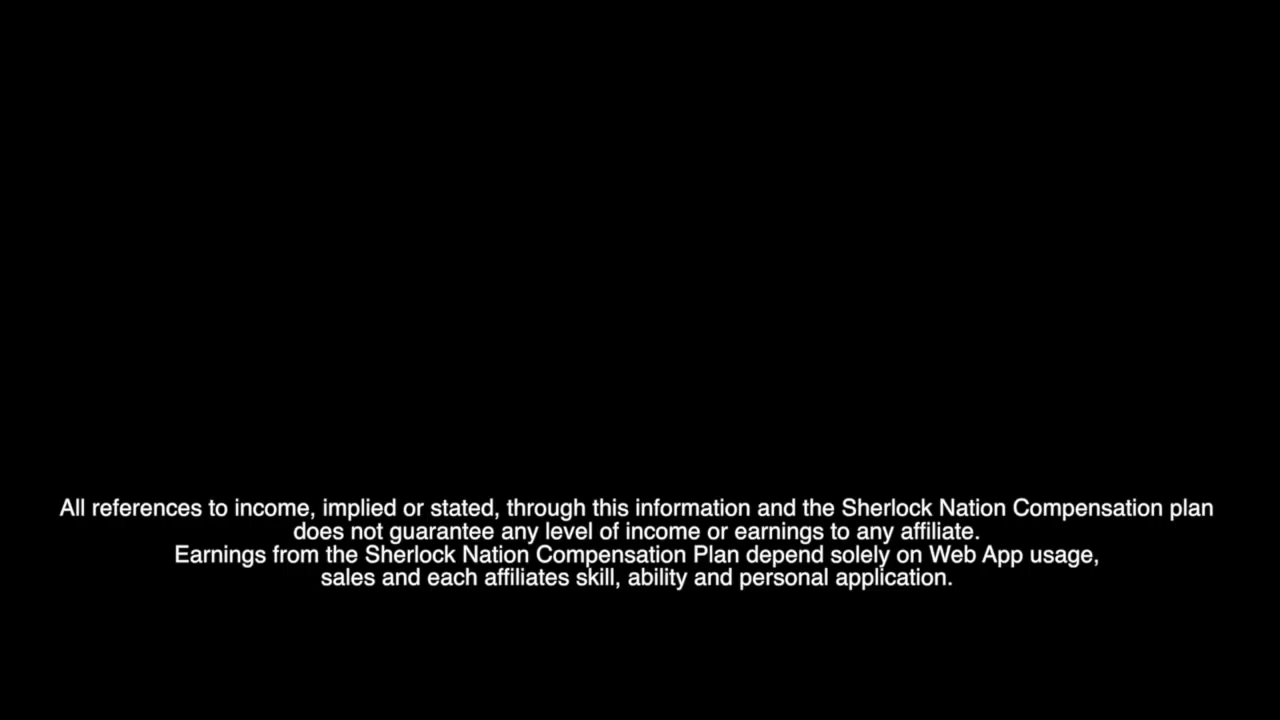 All references to income, implied or stated, through this information and the Sherlock Nation Compensation plan
does not guarantee any level of income or earnings to any affiliate.
Earnings from the Sherlock Nation Compensation Plan depend solely on Web App usage,
sales and each affiliates skill, ability and personal application.